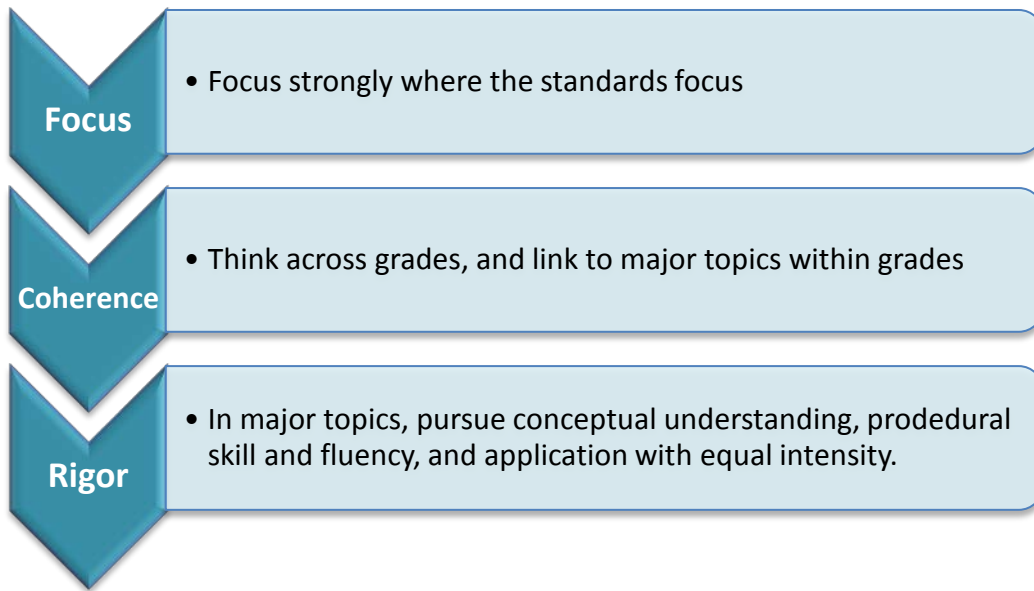 Focus
• Focus strongly where the standards focus
Coherence
• Think across grades, and link to major topics within grades
Rigor
• In major topics, pursue conceptual understanding, prodedural
skill and fluency, and application with equal intensity.